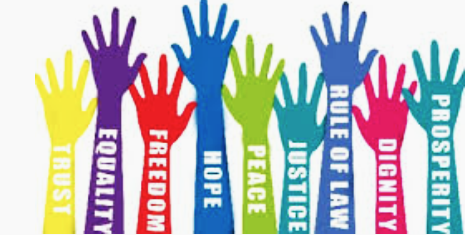 TRUST
EQUALITY
FREEDOM
HOPE
PEACE
JUSTICE
RULE OF LAW
DIGNITY
PROSPERITY